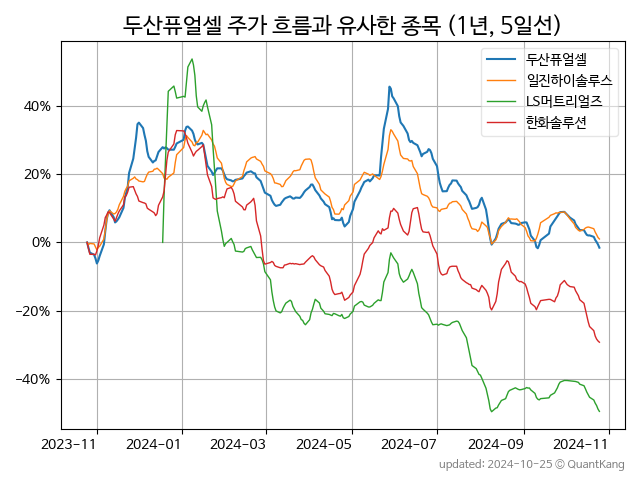 두산퓨얼셀 주가 흐름과 유사한 종목 (1년, 5일선)
두산퓨얼셀
일진하이솔루스
LS머트리얼즈
한화솔루션
40%
20%
0%
−20%
−40%
2023-11 2024-01 2024-03 2024-05 2024-07 2024-09 2024-11
updated: 2024-10-25 © QuantKang